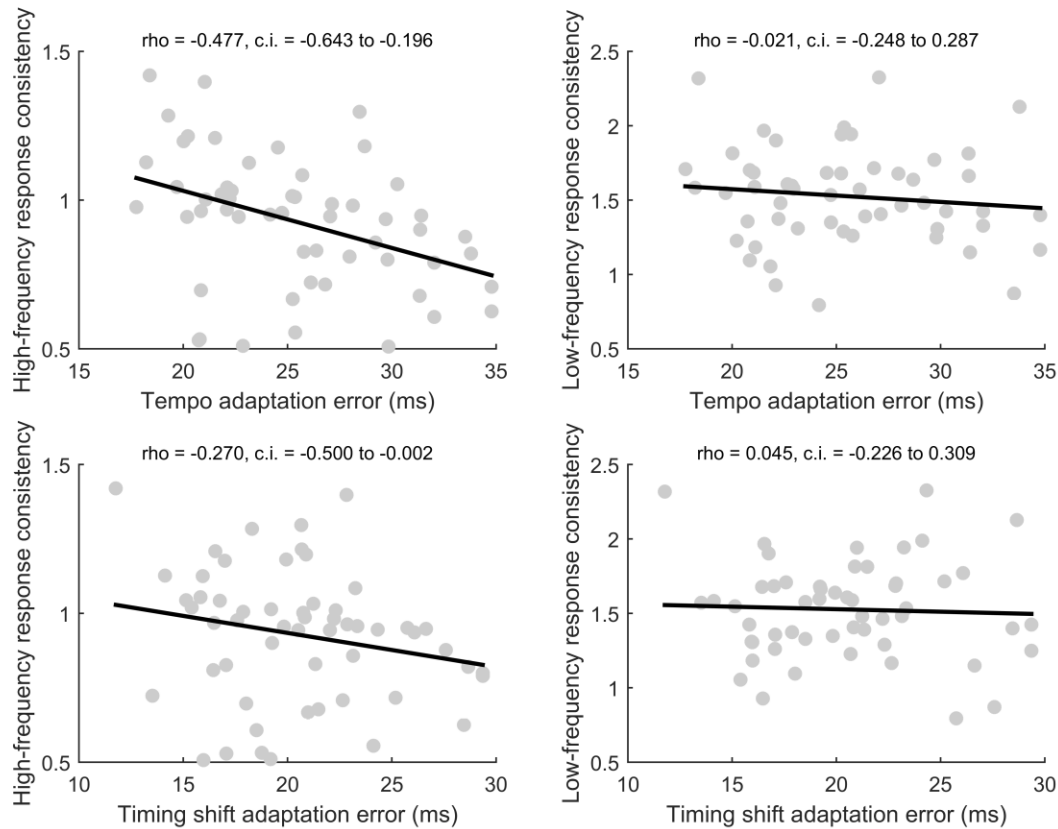 rho = -0.477, c.i. = -0.643 to -0.196
High-frequency response consistency
1.5
1
0.5
15 20 25 30 35
Tempo adaptation error (ms)
rho = -0.021, c.i. = -0.248 to 0.287
Low-frequency response consistency
2.5
2
1.5
1
0.5
15 20 25 30 35
Tempo adaptation error (ms)
rho = -0.270, c.i. = -0.500 to -0.002
High-frequency response consistency
1.5
1
0.5
10 15 20 25 30
Timing shift adaptation error (ms)
rho = 0.045, c.i. = -0.226 to 0.309
Low-frequency response consistency
2.5
2
1.5
1
0.5
10 15 20 25 30
Timing shift adaptation error (ms)